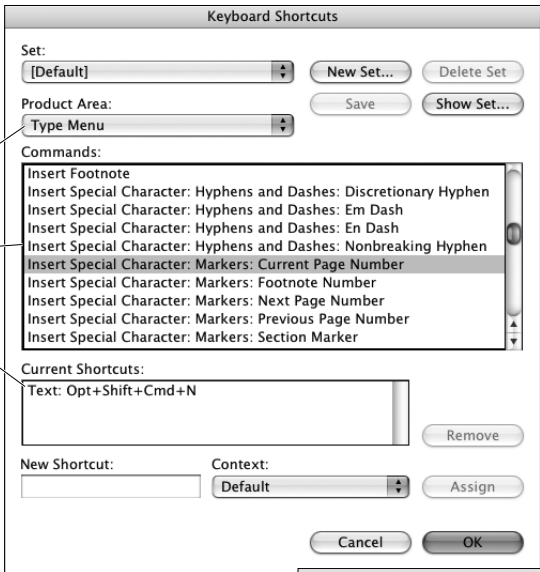 Keyboard Shortcuts
Set:
[Default]
New Set...
Delete Set
Product Area:
Save
Show Set...
Type Menu
Commands:
Insert Footnote
Insert Special Character: Hyphens and Dashes: Discretionary Hyphen
Insert Special Character: Hyphens and Dashes: Em Dash
Insert Special Character: Hyphens and Dashes: En Dash
Insert Special Character: Hyphens and Dashes: Nonbreaking Hyphen
Insert Special Character: Markers: Current Page Number
Insert Special Character: Markers: Footnote Number
Insert Special Character: Markers: Next Page Number
Insert Special Character: Markers: Previous Page Number
Insert Special Character: Markers: Section Marker
Current Shortcuts:
Text: Opt+Shift+Cmd+N
Remove
New Shortcut:
Context:
Default
Assign
Cancel
OK